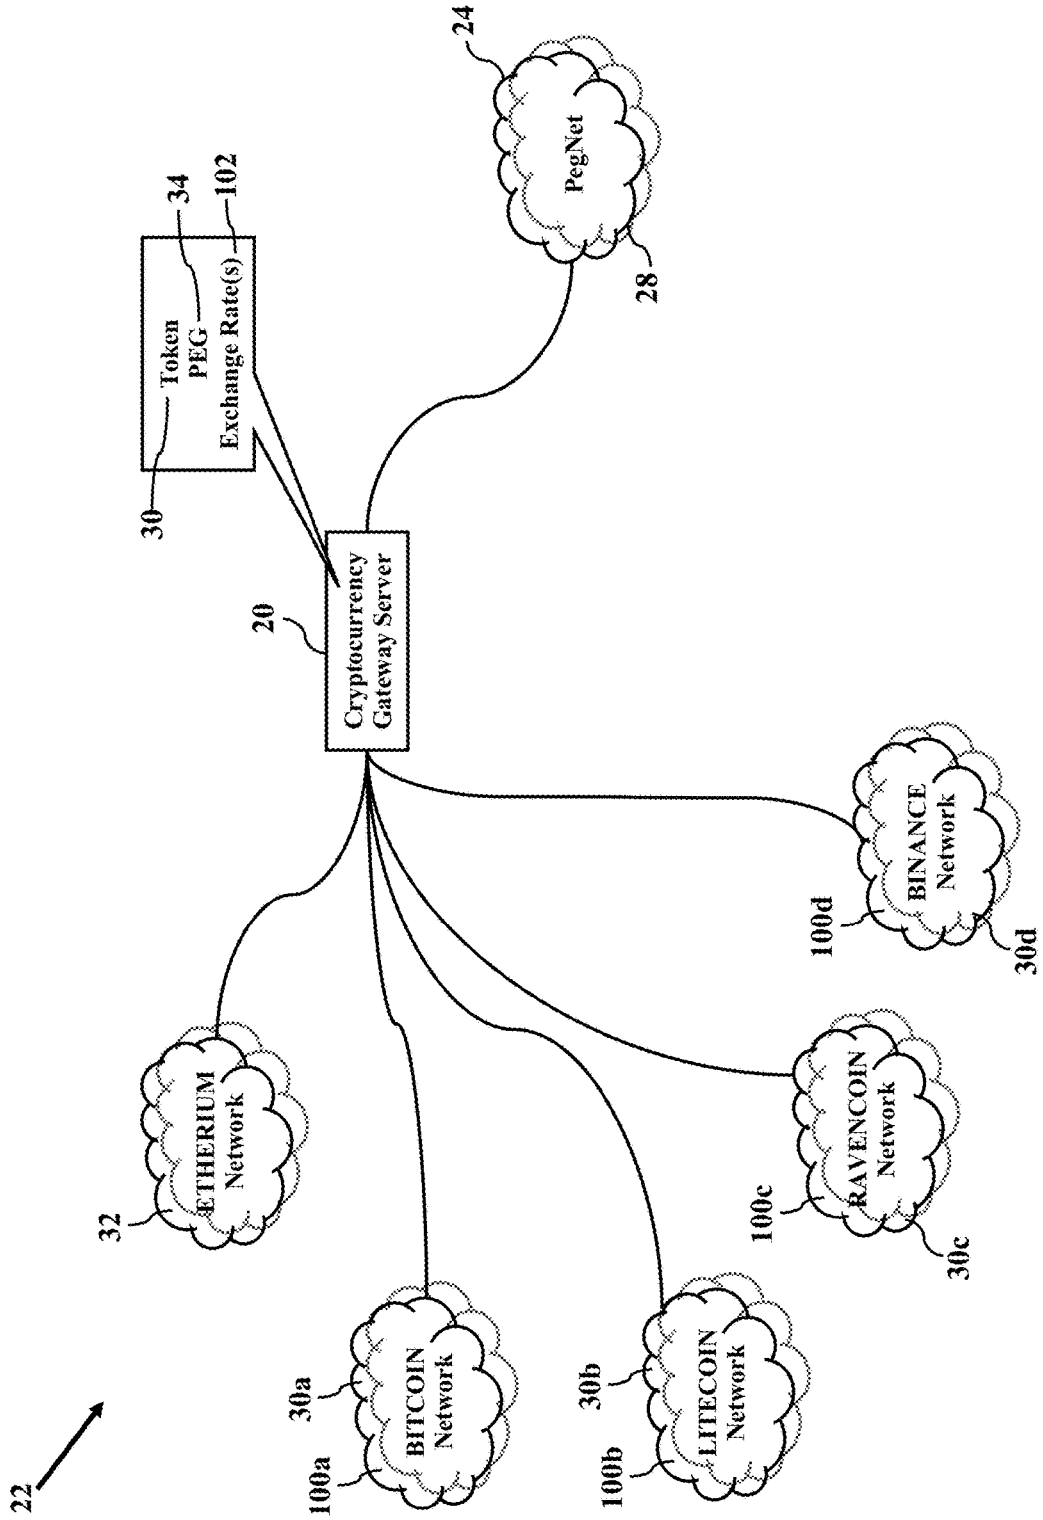 22
32
ETHERIUM
Network
30
Token
PEG
34
Exchange Rate(s)
102
20
Cryptocurrency
Gateway Server
24
PegNet
28
100a
30a
BITCOIN
Network
100b
30b
LITECOIN
Network
100c
RAVENCOIN
Network
30c
100d
BINANCE
Network
30d